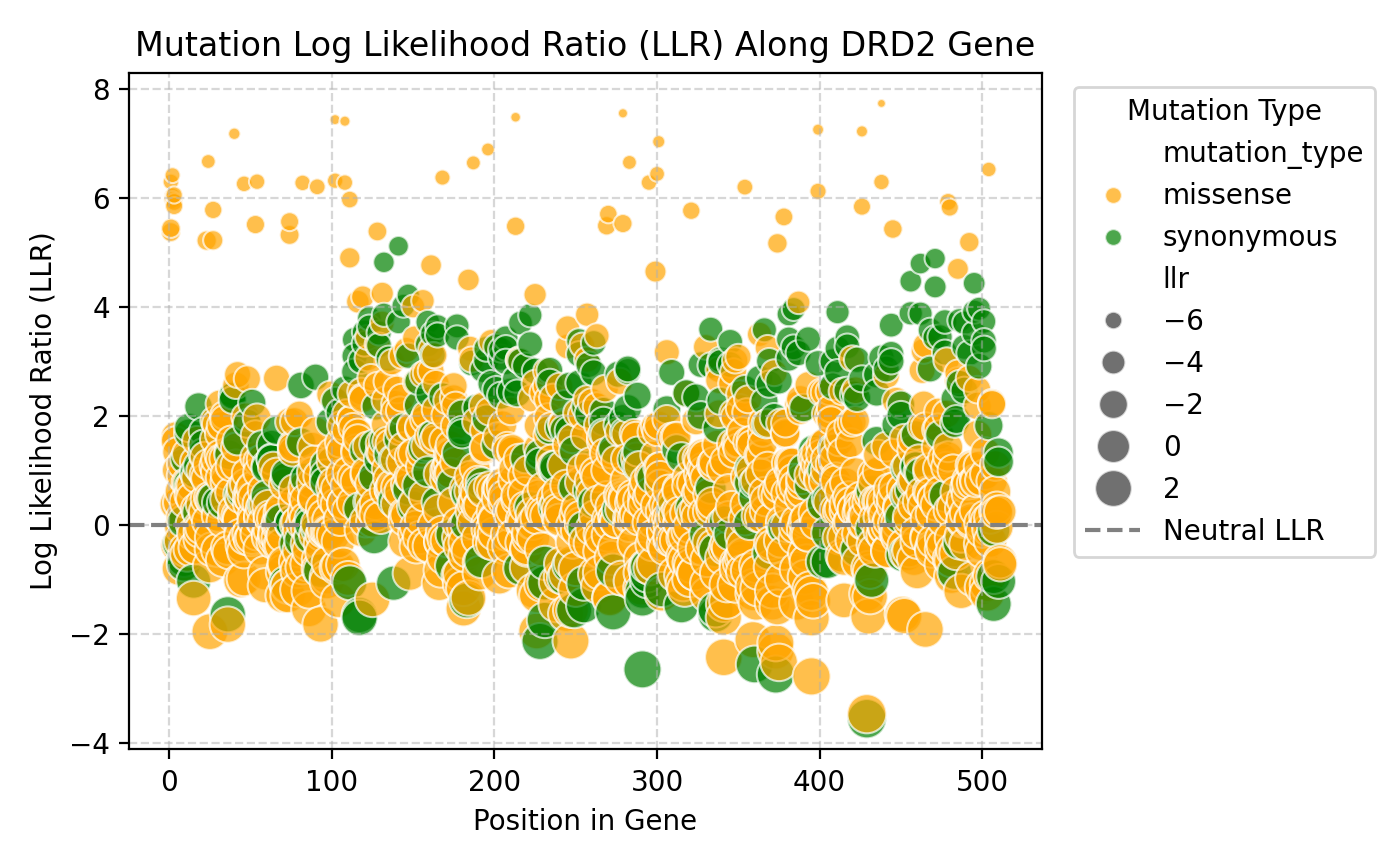 Mutation Log Likelihood Ratio (LLR) Along DRD2 Gene
8
6
4
2
0
−2
−4
Log Likelihood Ratio (LLR)
0 100 200 300 400 500
Position in Gene
Mutation Type
mutation_type
missense
synonymous
llr
−6
−4
−2
0
2
Neutral LLR